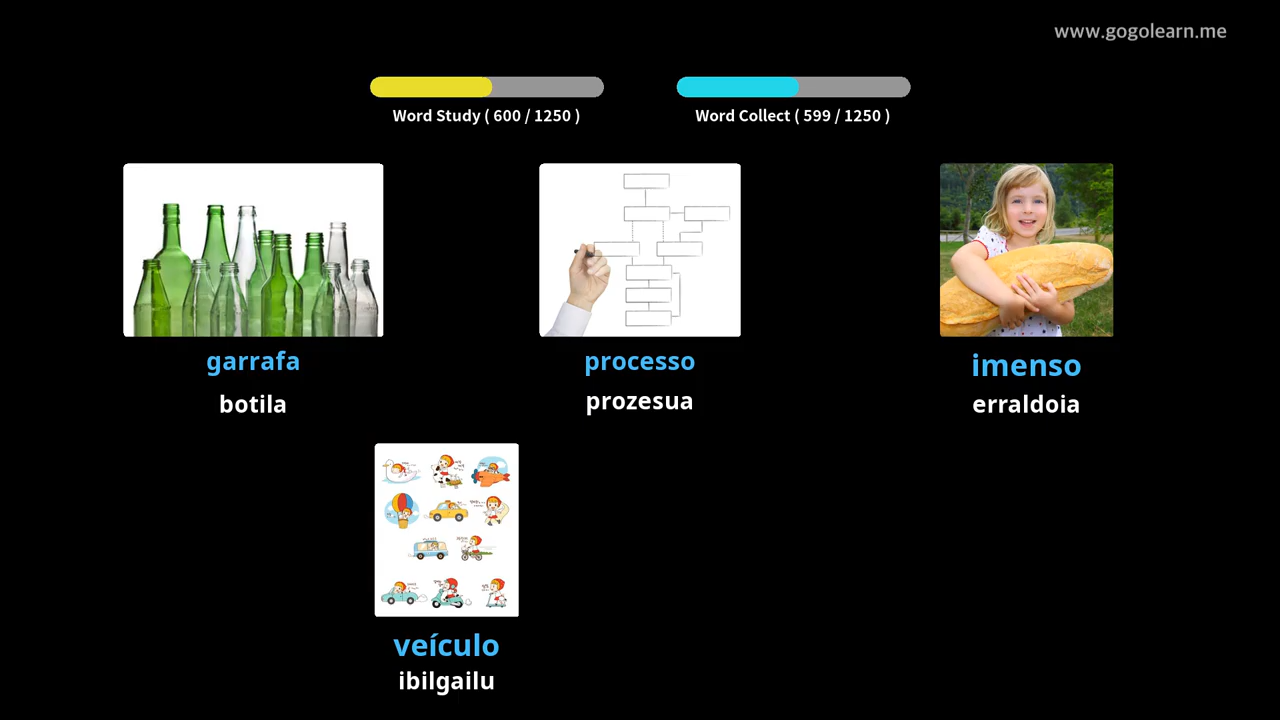 www.gogolearn.me
Word Study ( 600 / 1250 )
Word Collect ( 599 / 1250 )
garrafa
botila
processo
prozesua
imenso
erraldoia
veículo
ibilgailu